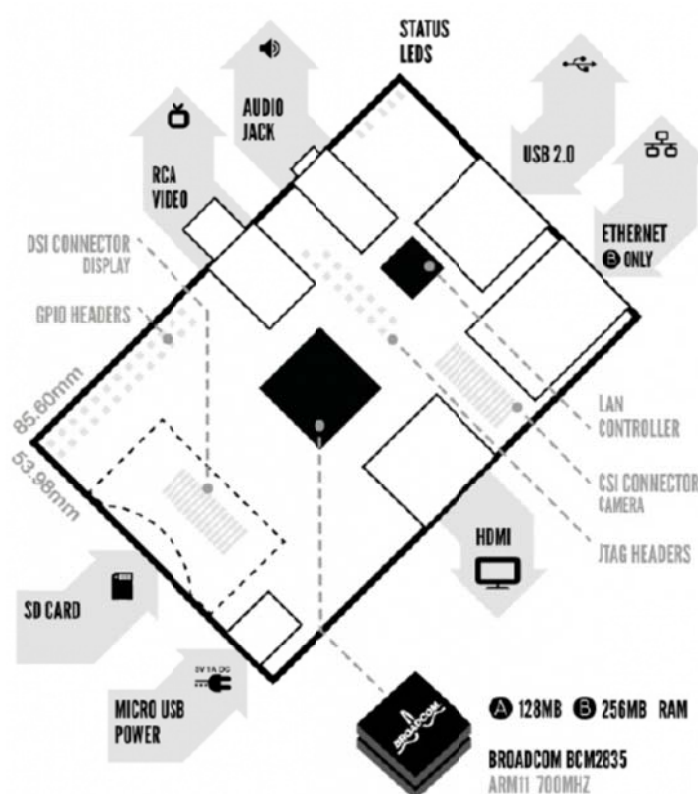 STATUS
LEDS
AUDIO
JACK
USB 2.0
RCA
VIDEO
ETHERNET
B ONLY
DSI CONNECTOR
DISPLAY
GPIO HEADERS
85.60mm
53.98mm
LAN
CONTROLLER
CSI CONNECTOR
CAMERA
JTAG HEADERS
HDMI
SD CARD
5V 1A DC
MICRO USB
POWER
BROADCOM
A 128MB B 256MB RAM
BROADCOM BCM2835
ARM11 700MHZ